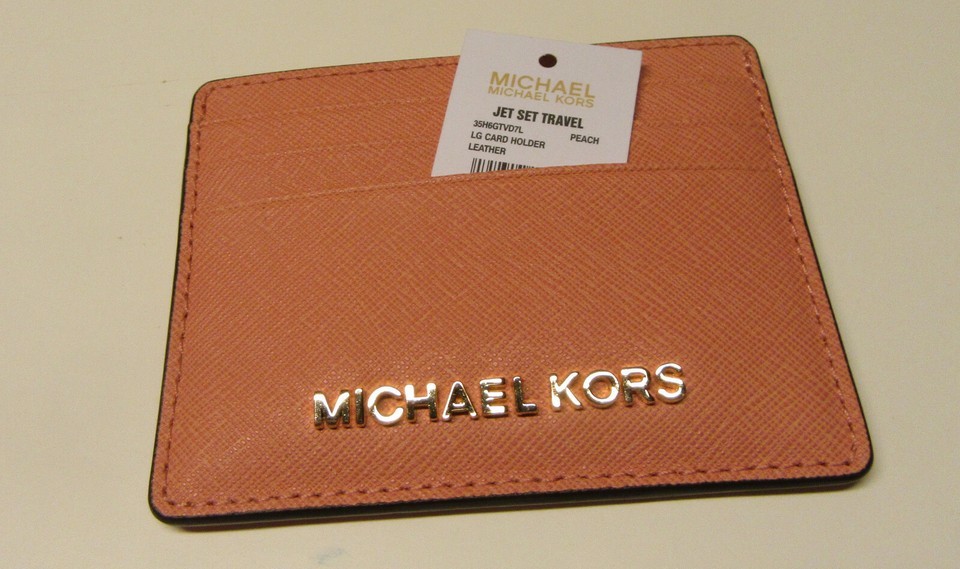 MICHAEL
MICHAEL KORS
JET SET TRAVEL
35H6GTVD7L
LG CARD HOLDER PEACH
LEATHER
MICHAEL KORS